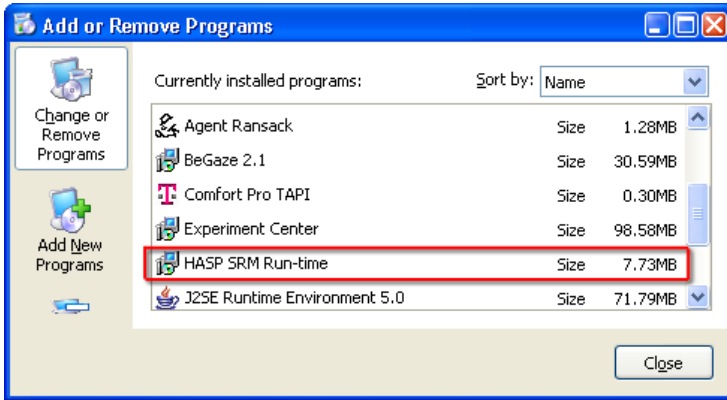 Add or Remove Programs
Change or
Remove
Programs
Add New
Programs
Currently installed programs: Sort by: Name
Agent Ransack Size 1.28MB
BeGaze 2.1 Size 30.59MB
Comfort Pro TAPI Size 0.30MB
Experiment Center Size 98.58MB
HASP SRM Run-time Size 7.73MB
J2SE Runtime Environment 5.0 Size 71.79MB
Close